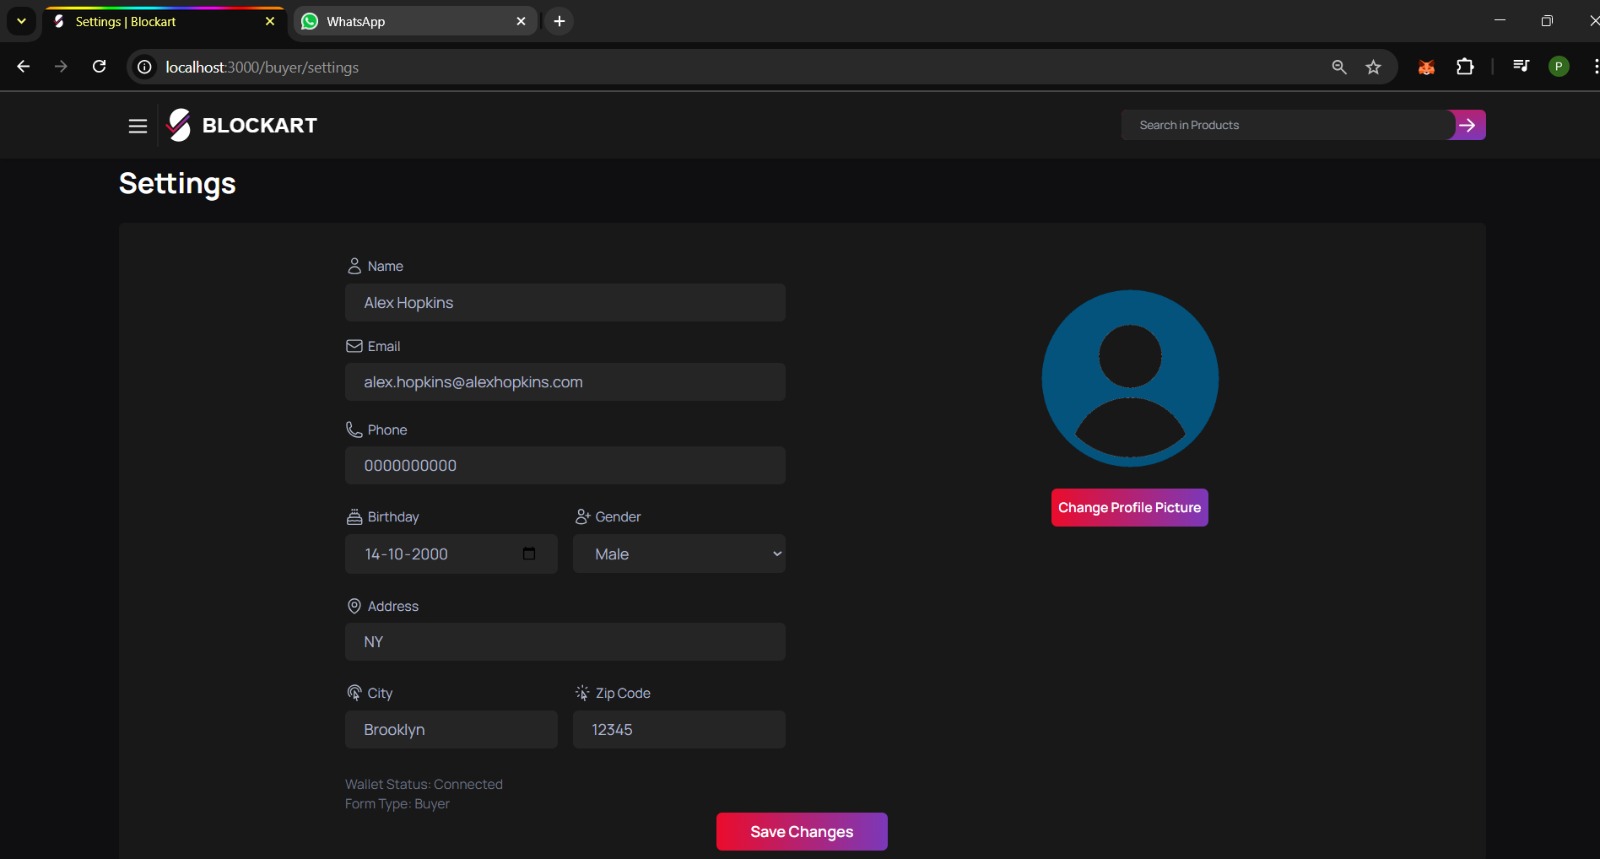 Settings | Blockart
WhatsApp
localhost:3000/buyer/settings
P
BLOCKART
Search in Products
Settings
Name
Alex Hopkins
Email
alex.hopkins@alexhopkins.com
Phone
0000000000
Birthday Gender
14-10-2000 Male
Address
NY
City Zip Code
Brooklyn 12345
Wallet Status: Connected
Form Type: Buyer
Change Profile Picture
Save Changes